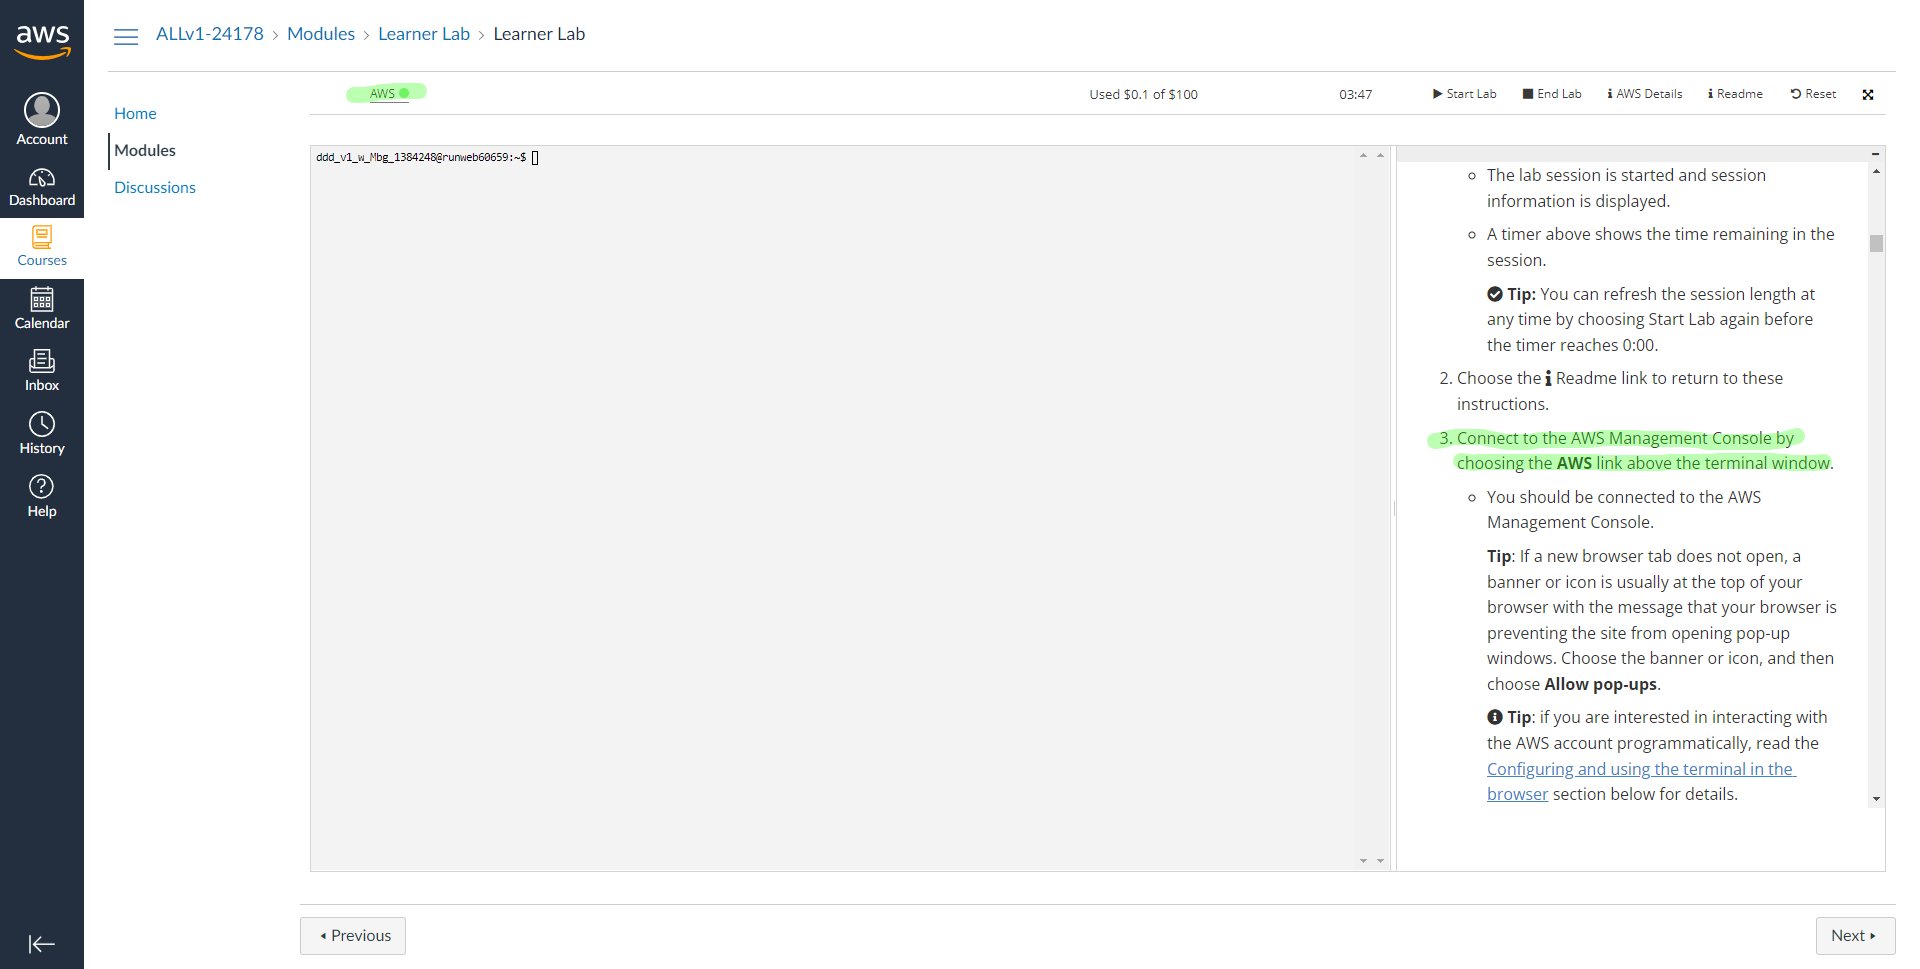 aws
ALLv1-24178 > Modules > Learner Lab > Learner Lab
Account
Dashboard
Courses
Calendar
Inbox
History
Help
Home
Modules
Discussions
AWS
Used $0.1 of $100
03:47
Start Lab
End Lab
AWS Details
Readme
Reset
ddd_v1_w_Mbg_1384248@runweb60659:~$
The lab session is started and session
information is displayed.
A timer above shows the time remaining in the
session.
Tip: You can refresh the session length at
any time by choosing Start Lab again before
the timer reaches 0:00.
2. Choose the i Readme link to return to these
instructions.
3. Connect to the AWS Management Console by
choosing the AWS link above the terminal window.
You should be connected to the AWS
Management Console.
Tip: If a new browser tab does not open, a
banner or icon is usually at the top of your
browser with the message that your browser is
preventing the site from opening pop-up
windows. Choose the banner or icon, and then
choose Allow pop-ups.
Tip: if you are interested in interacting with
the AWS account programmatically, read the
Configuring and using the terminal in the
browser section below for details.
Previous
Next